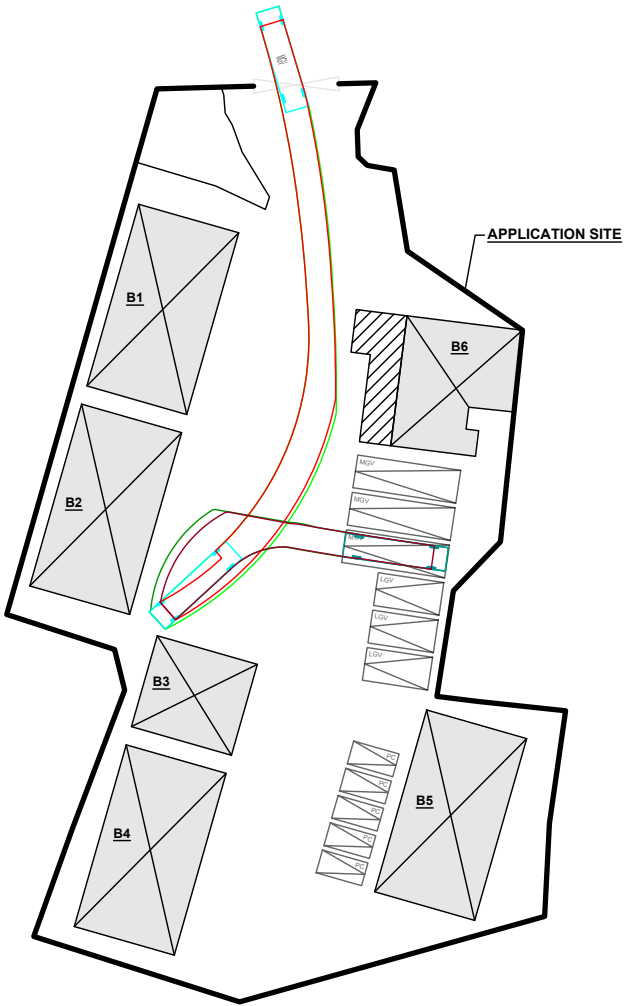 APPLICATION SITE
B1
B6
MGV
B2
MGV
LGV
LGV
LGV
B3
PC
PC
B5
PC
B4
PC
PC